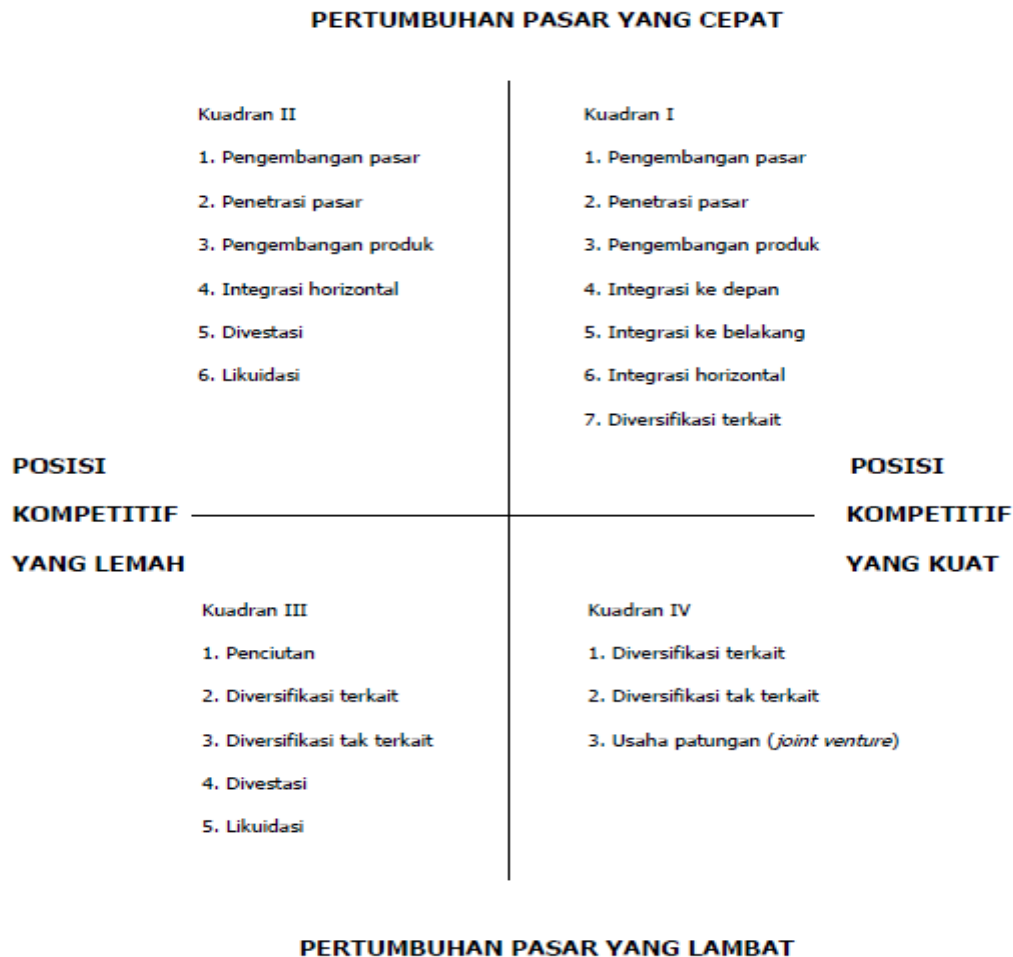 PERTUMBUHAN PASAR YANG CEPAT
Kuadran II
1. Pengembangan pasar
2. Penetrasi pasar
3. Pengembangan produk
4. Integrasi horizontal
5. Divestasi
6. Likuidasi
Kuadran I
1. Pengembangan pasar
2. Penetrasi pasar
3. Pengembangan produk
4. Integrasi ke depan
5. Integrasi ke belakang
6. Integrasi horizontal
7. Diversifikasi terkait
POSISI
KOMPETITIF
YANG LEMAH
POSISI
KOMPETITIF
YANG KUAT
Kuadran III
1. Penciutan
2. Diversifikasi terkait
3. Diversifikasi tak terkait
4. Divestasi
5. Likuidasi
Kuadran IV
1. Diversifikasi terkait
2. Diversifikasi tak terkait
3. Usaha patungan (joint venture)
PERTUMBUHAN PASAR YANG LAMBAT